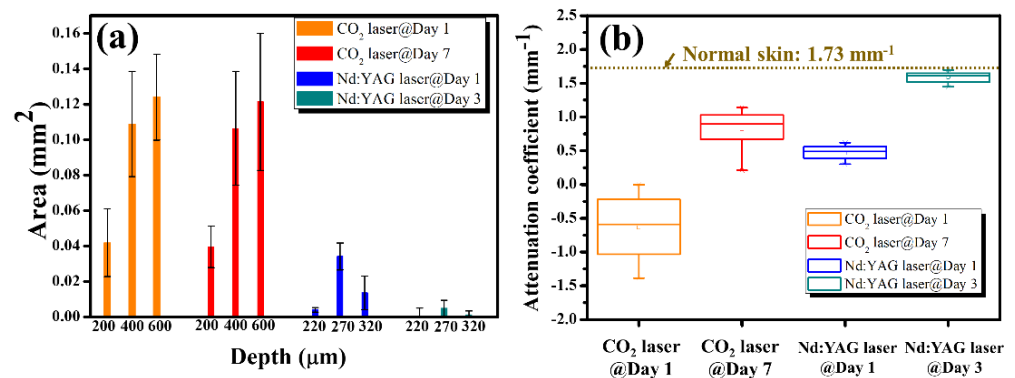 (a)
CO2 laser@Day 1
CO2 laser@Day 7
Nd:YAG laser@Day 1
Nd:YAG laser@Day 3
Area (mm2
0.16
0.14
0.12
0.10
0.08
0.06
0.04
0.02
0.00
200 400 600 200 400 600 220 270 320 220 270 320
Depth (μm)
(b)
Normal skin: 1.73 mm-1
Attenuation coefficient (mm-1)
2.5
2.0
1.5
1.0
0.5
0.0
-0.5
-1.0
-1.5
-2.0
CO2 laser@Day 1
CO2 laser@Day 7
Nd:YAG laser@Day 1
Nd:YAG laser@Day 3
CO2 laser
@Day 1
CO2 laser
@Day 7
Nd:YAG laser
@Day 1
Nd:YAG laser
@Day 3